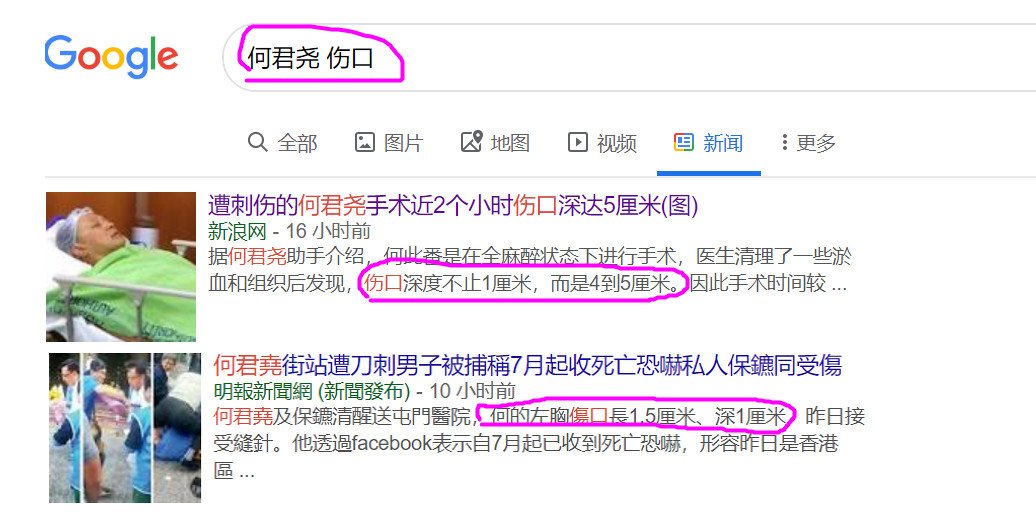 Google
何君尧 伤口
全部 图片 地图 视频 新闻 更多
遭刺伤的何君尧手术近2个小时伤口深达5厘米(图)
新浪网 - 16 小时前
据何君尧助手介绍，何此番是在全麻醉状态下进行手术，医生清理了一些淤
血和组织后发现，伤口深度不止1厘米，而是4到5厘米。因此手术时间较 ...
何君堯街站遭刀刺男子被捕稱7月起收死亡恐嚇私人保鑣同受傷
明報新聞網 (新聞發布) - 10 小时前
何君堯及保鑣清醒送屯門醫院，何的左胸傷口長1.5厘米、深1厘米 昨日接
受縫針。他透過facebook表示自7月起已收到死亡恐嚇，形容昨日是香港
區 ...